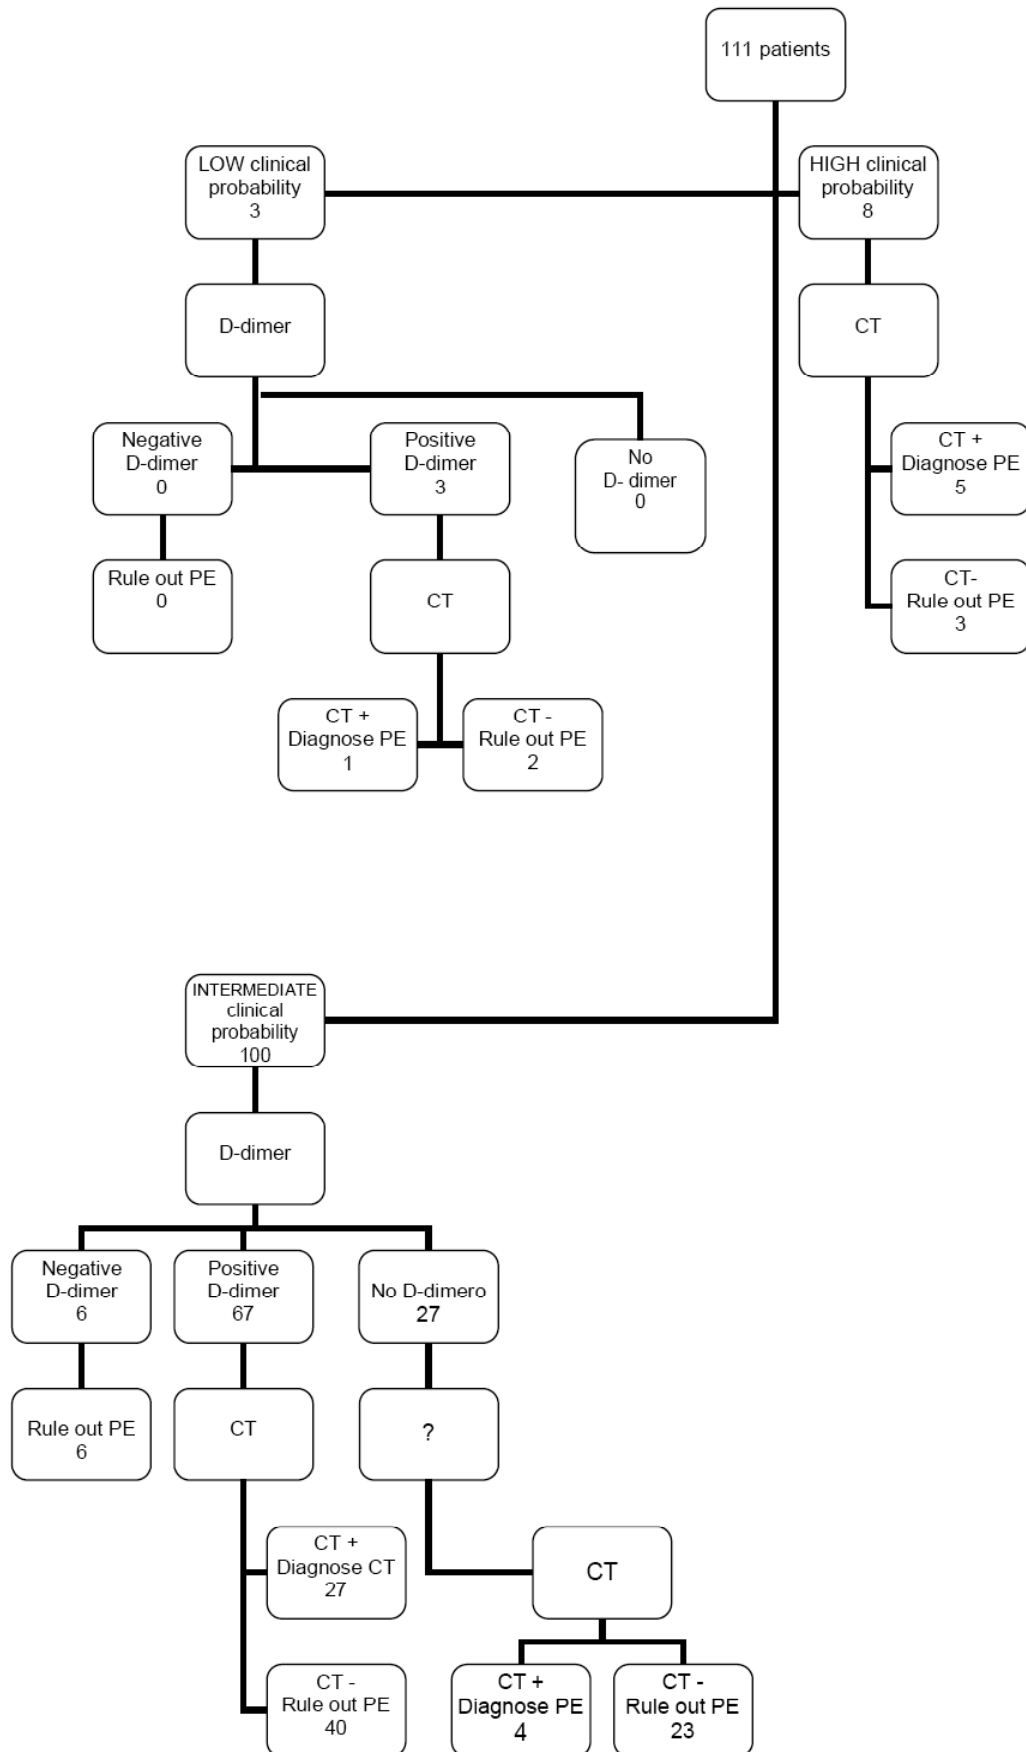 111 patients
LOW clinical
probability
3
HIGH clinical
probability
8
D-dimer
CT
Negative
D-dimer
0
Positive
D-dimer
3
No
D- dimer
0
CT +
Diagnose PE
5
Rule out PE
0
CT
CT-
Rule out PE
3
CT +
Diagnose PE
1
CT -
Rule out PE
2
INTERMEDIATE
clinical
probability
100
D-dimer
Negative
D-dimer
6
Positive
D-dimer
67
No D-dimero
27
Rule out PE
6
CT
?
CT +
Diagnose CT
27
CT
CT -
Rule out PE
40
CT +
Diagnose PE
4
CT -
Rule out PE
23